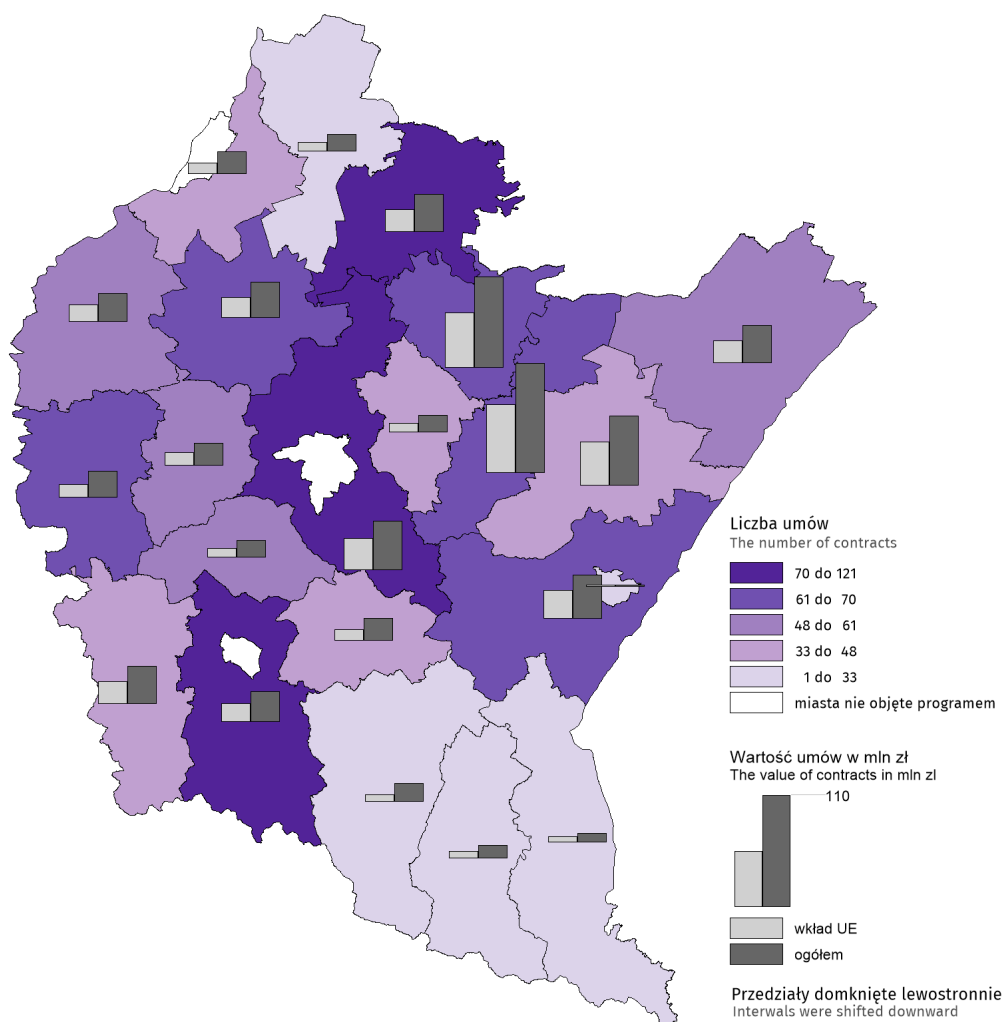 Liczba umów
The number of contracts
70 do 121
61 do 70
48 do 61
33 do 48
1 do 33
miasta nie objęte programem
Wartość umów w mln zł
The value of contracts in mln zl
110
wkład UE
ogółem
Przedziały domknięte lewostronnie
Interwals were shifted downward